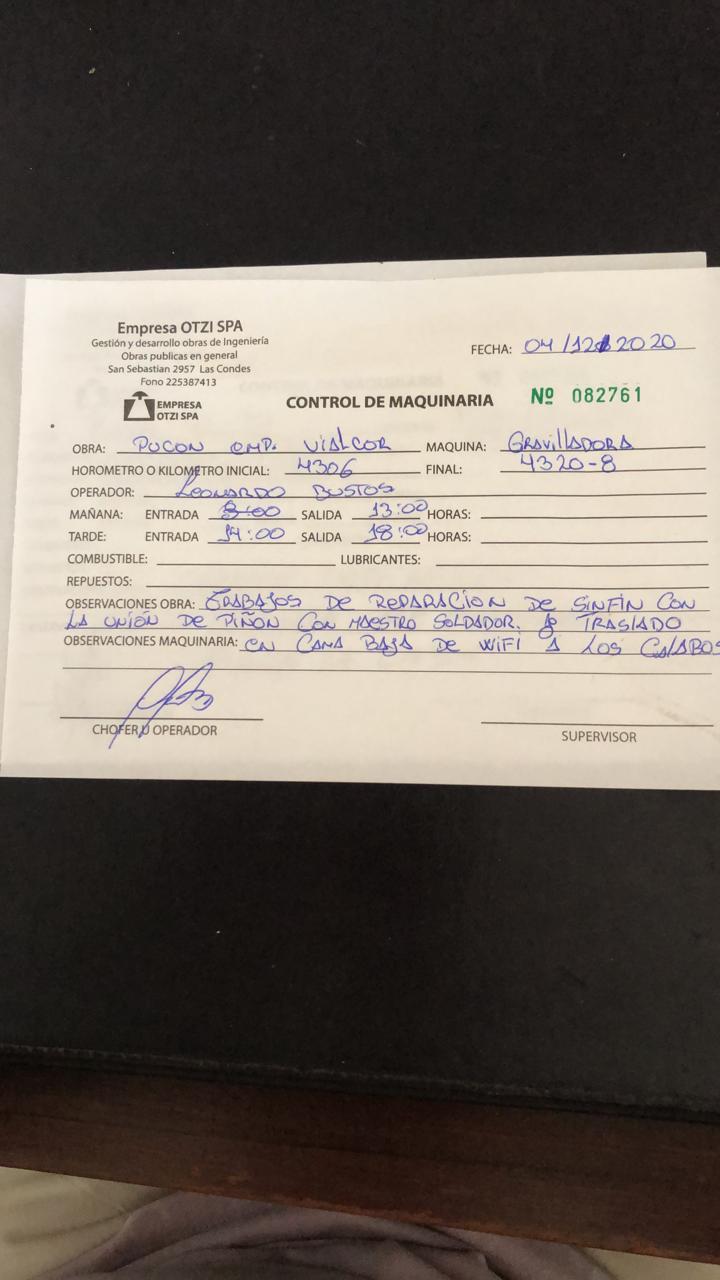 Empresa OTZI SPA
Gestión y desarrollo obras de Ingeniería
Obras publicas en general
San Sebastian 2957 Las Condes
Fono 225387413
EMPRESA
OTZI SPA
FECHA: 04/12/2020
CONTROL DE MAQUINARIA Nº 082761
OBRA: PUCON EMP. VIALCOR MAQUINA: GRAVILLADORA
HOROMETRO O KILOMETRO INICIAL: 4306 FINAL: 4320-8
OPERADOR: LEONARDO BUSTOS
MAÑANA: ENTRADA 8:00 SALIDA 13:00 HORAS:
TARDE: ENTRADA 14:00 SALIDA 18:00 HORAS:
COMBUSTIBLE: LUBRICANTES:
REPUESTOS:
OBSERVACIONES OBRA: TRABAJOS DE REPARACION DE SINFIN CON
LA UNIÓN DE PIÑON CON MAESTRO SOLDADOR. TRASLADO
OBSERVACIONES MAQUINARIA: EN CAMA BAJA DE WIFI A LOS
CHOFER U OPERADOR
SUPERVISOR